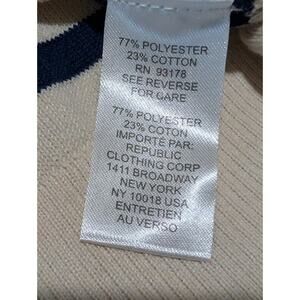 77% POLYESTER
23% COTTON
RN 93178
SEE REVERSE
FOR CARE
77% POLYESTER
23% COTON
IMPORTÉ PAR:
REPUBLIC
CLOTHING CORP
1411 BROADWAY
NEW YORK
NY 10018 USA
ENTRETIEN
AU VERSO